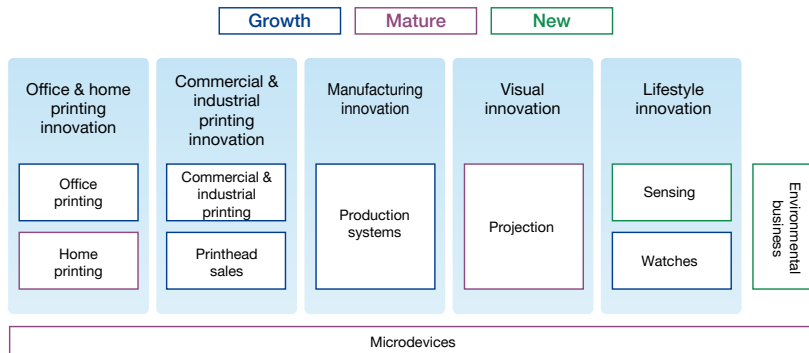 Growth
Mature
New
Office & home
printing
innovation
Commercial &
industrial
printing
innovation
Manufacturing
innovation
Visual
innovation
Lifestyle
innovation
Office
printing
Home
printing
Commercial &
industrial
printing
Printhead
sales
Production
systems
Projection
Sensing
Watches
Environmental
business
Microdevices